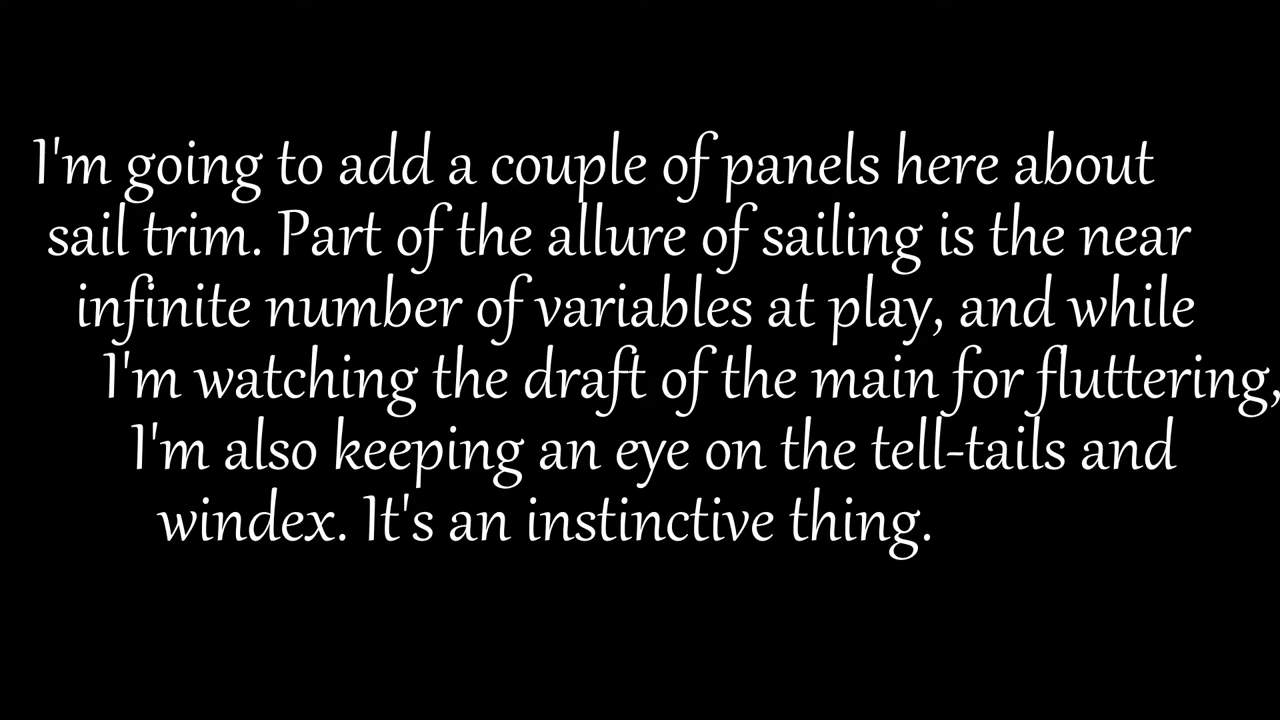 I'm going to add a couple of panels here about
sail trim. Part of the allure of sailing is the near
infinite number of variables at play, and while
I'm watching the draft of the main for fluttering,
I'm also keeping an eye on the tell-tails and
windex. It's an instinctive thing.